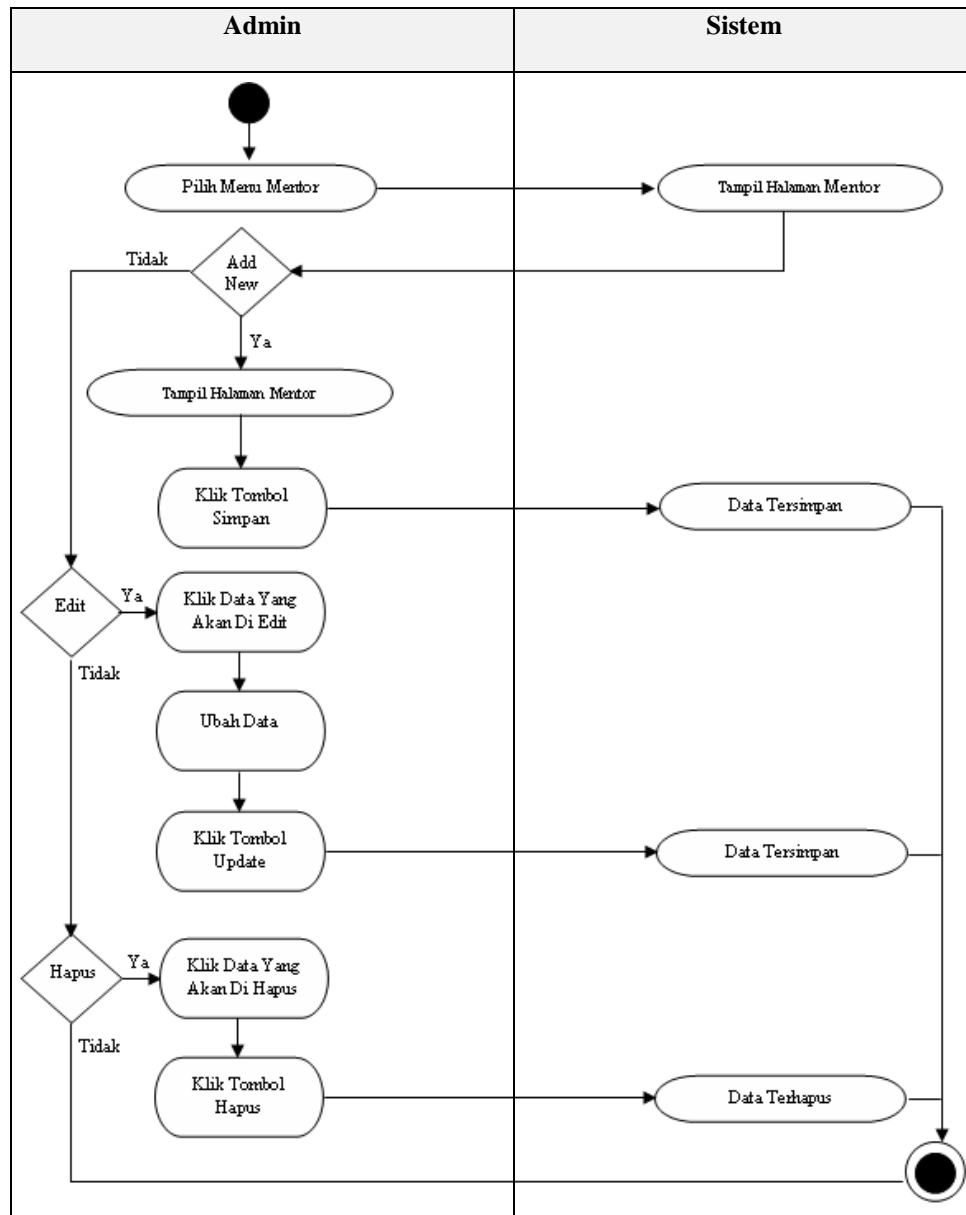 Admin
Sistem
Pilih Menu Mentor
Tampil Halaman Mentor
Tidak
Add
New
Ya
Tampil Halaman Mentor
Klik Tombol
Simpan
Data Tersimpan
Edit
Ya
Klik Data Yang
Akan Di Edit
Tidak
Ubah Data
Klik Tombol
Update
Data Tersimpan
Hapus
Ya
Klik Data Yang
Akan Di Hapus
Tidak
Klik Tombol
Hapus
Data Terhapus